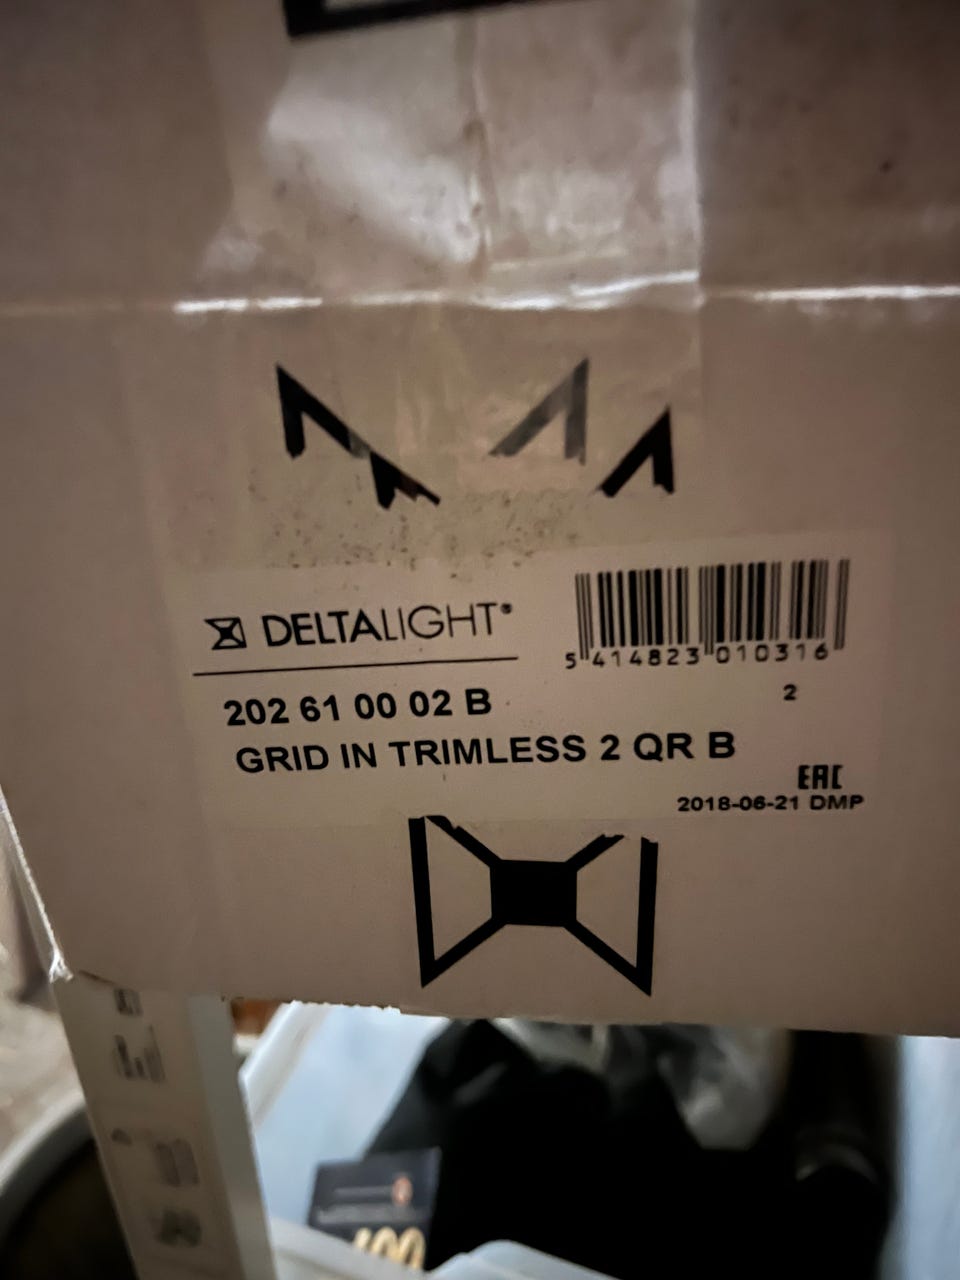 DELTALIGHT®
5 414823 010316
202 61 00 02 B
2
GRID IN TRIMLESS 2 QR B
EAC
2018-06-21 DMP
100